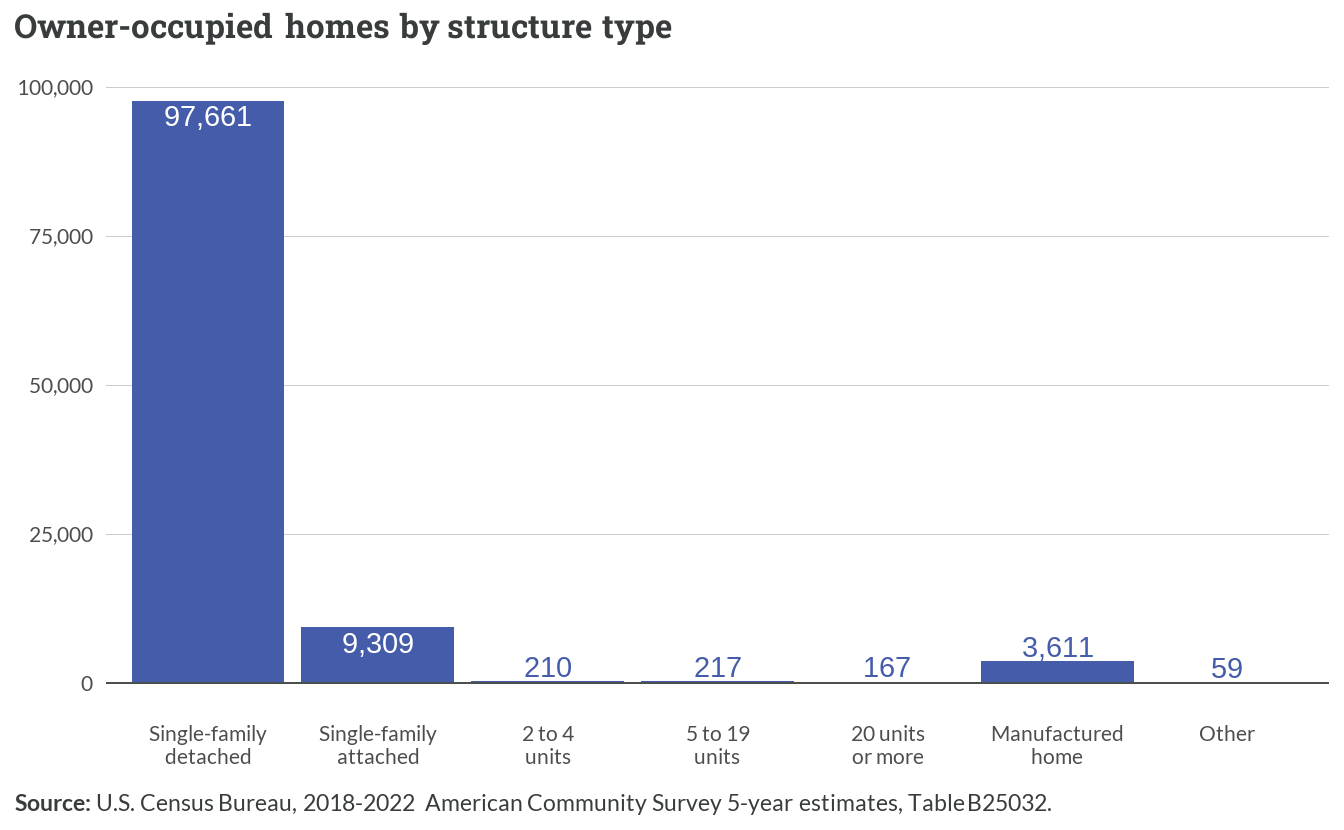 Owner-occupied homes by structure type
100,000
75,000
50,000
25,000
0
97,661
9,309
210
217
167
3,611
59
Single-family
detached
Single-family
attached
2 to 4
units
5 to 19
units
20 units
or more
Manufactured
home
Other
Source: U.S. Census Bureau, 2018-2022 American Community Survey 5-year estimates, Table B25032.